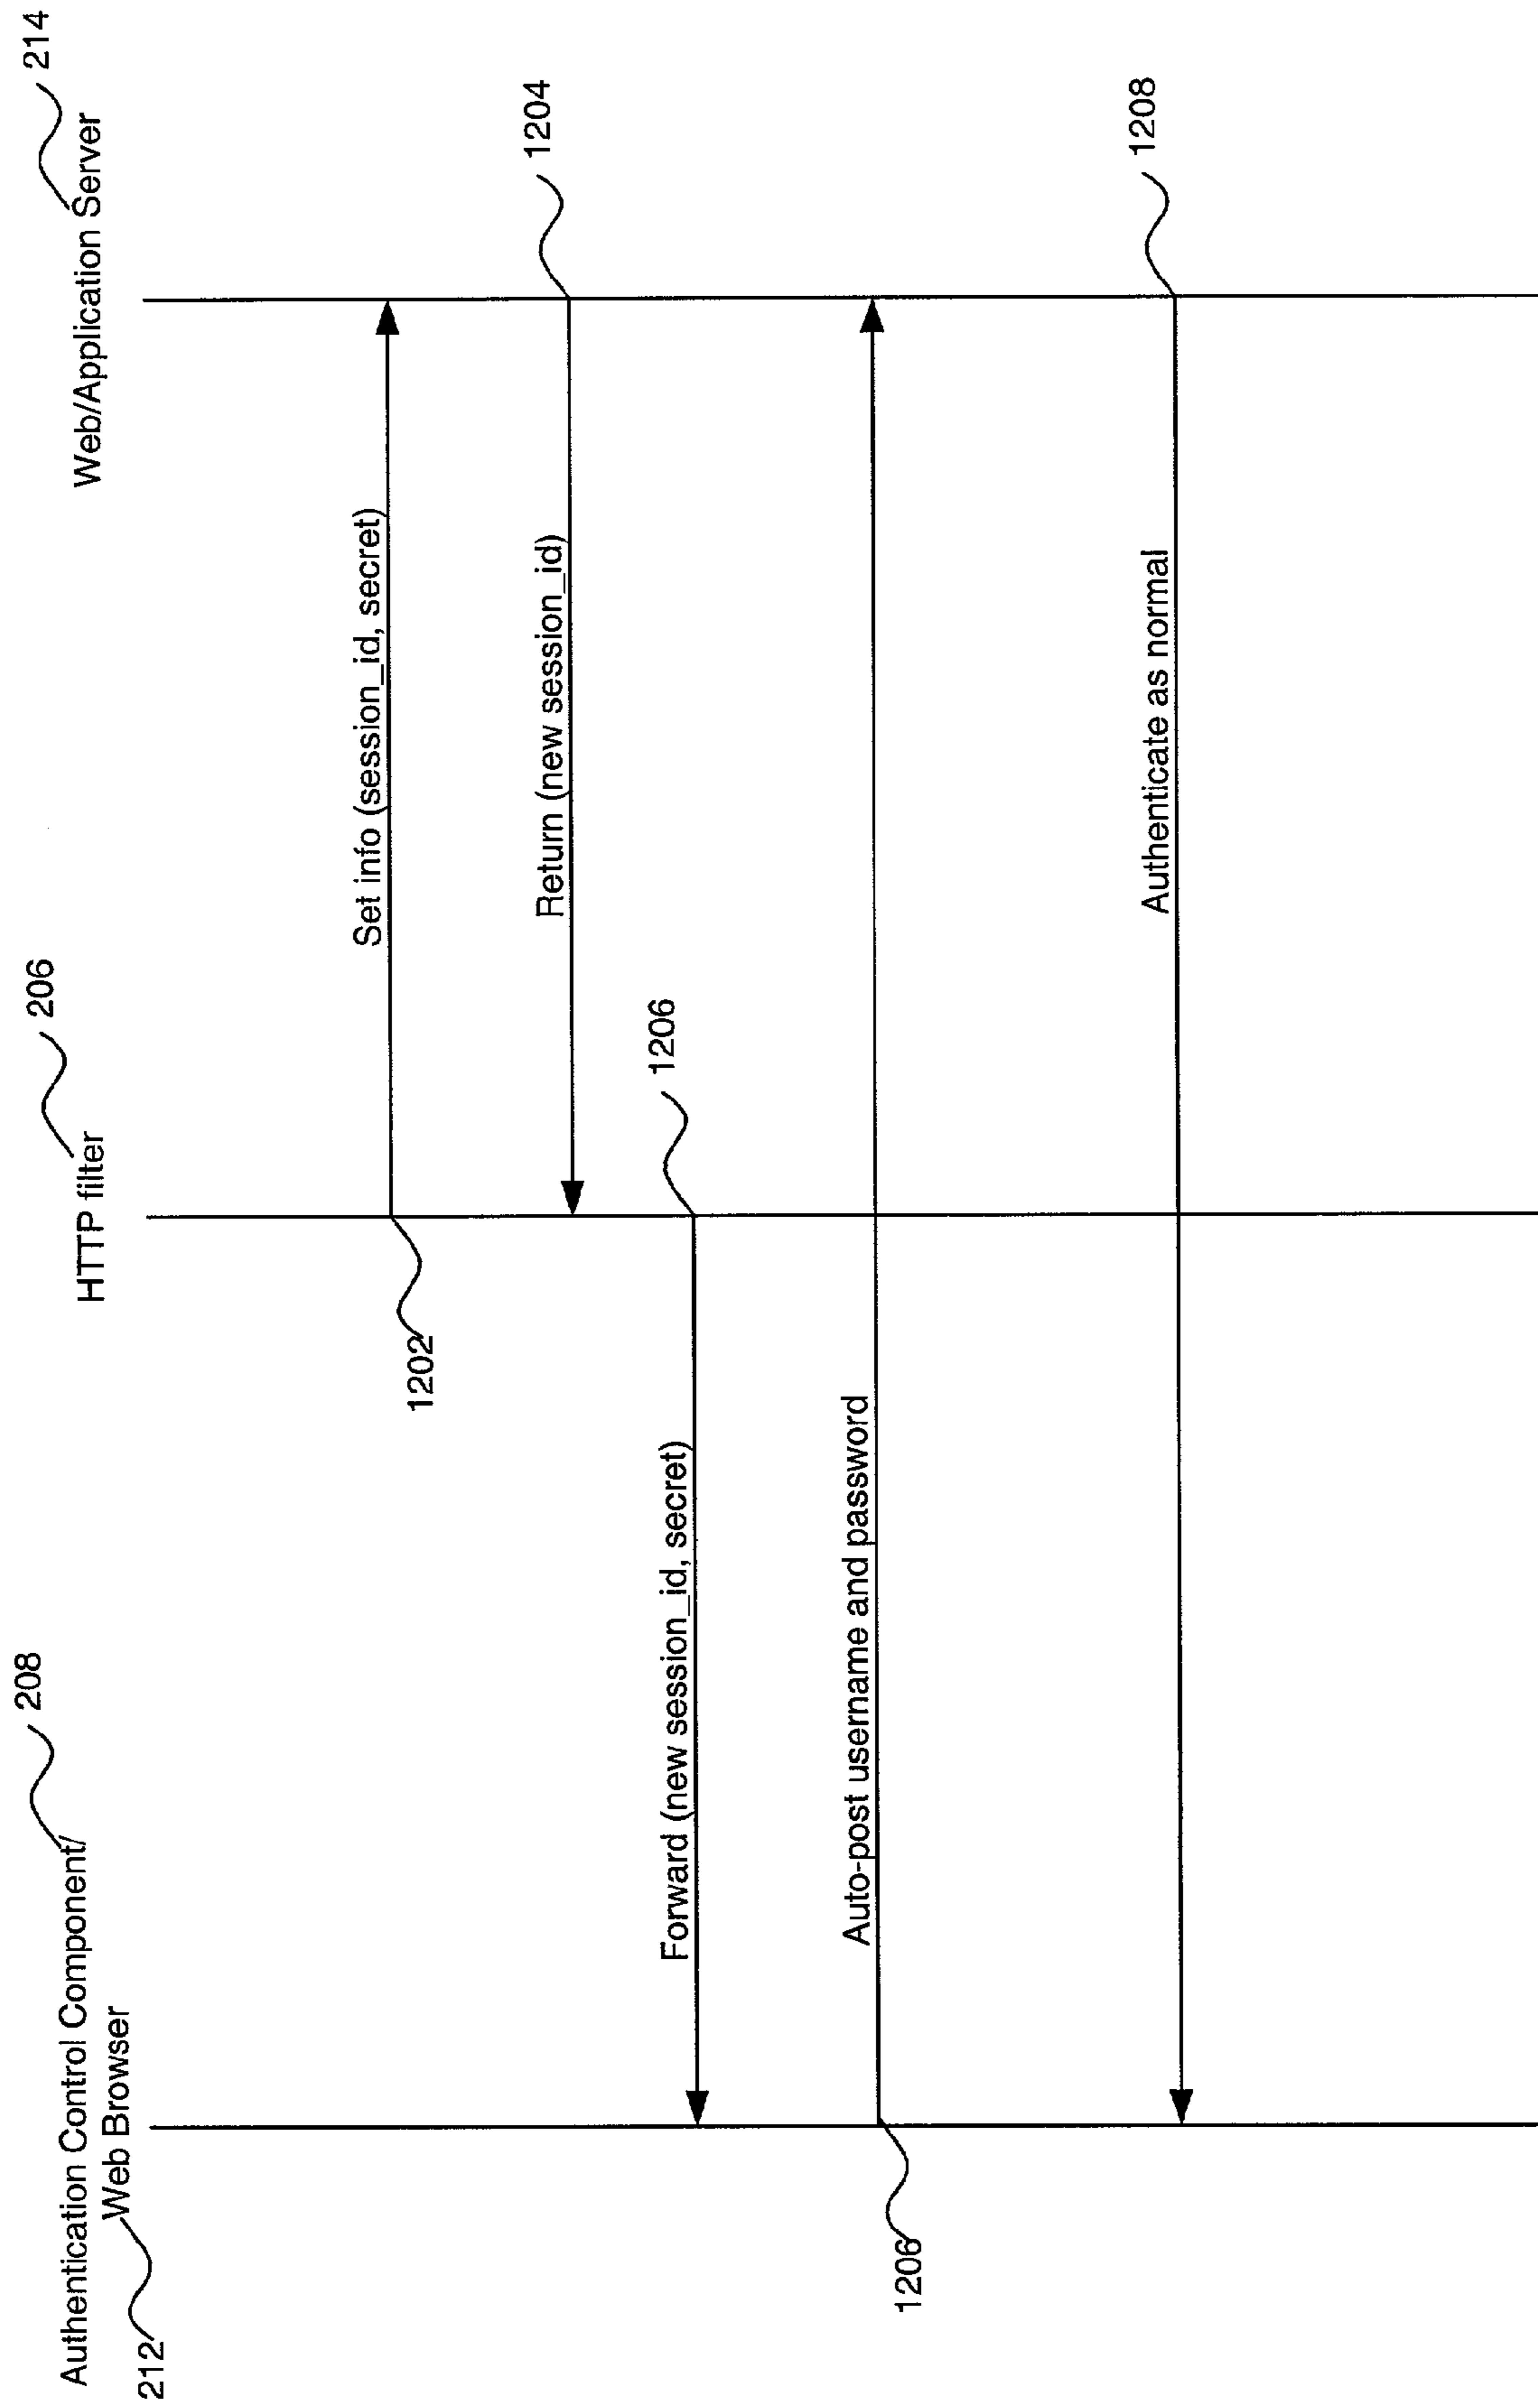 208
Authentication Control Component/
Web Browser
212
206
HTTP filter
214
Web/Application Server
Set info (session_id, secret)
1202
Return (new session_id)
1204
Forward (new session_id, secret)
1206
Auto-post username and password
1206
Authenticate as normal
1208